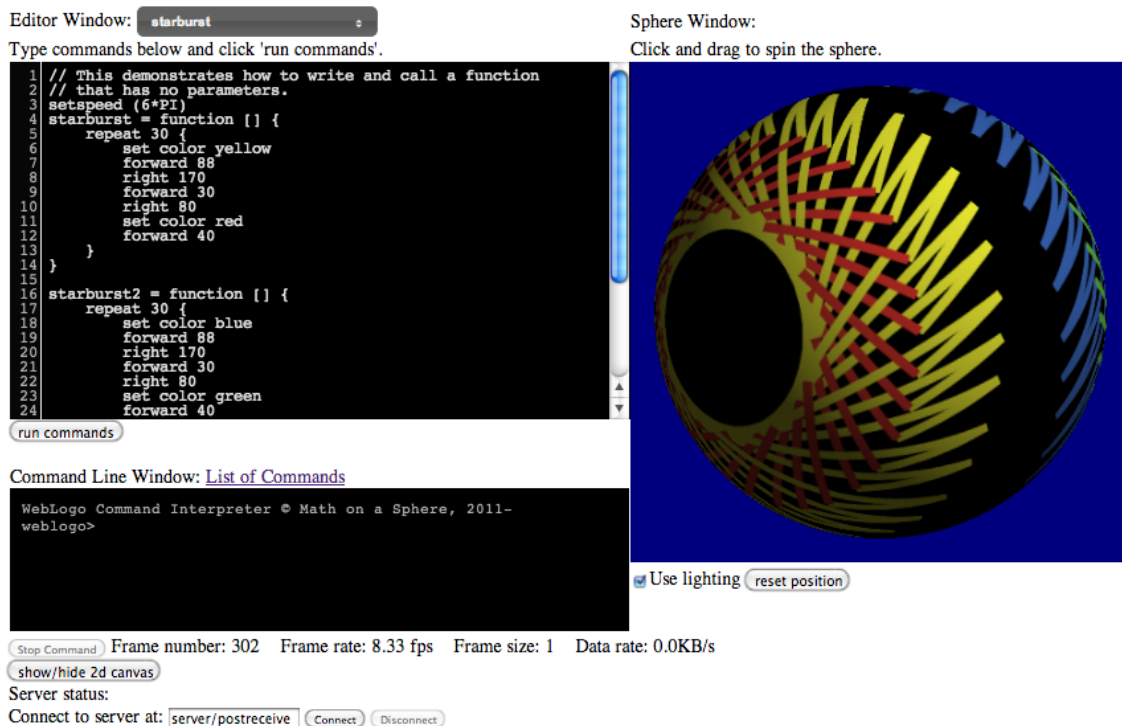 Editor Window: starburst
Type commands below and click 'run commands'.
1 // This demonstrates how to write and call a function
2 // that has no parameters.
3 setspeed (6*PI)
4 starburst = function [] {
5 repeat 30 {
6 set color yellow
7 forward 88
8 right 170
9 forward 30
10 right 80
11 set color red
12 forward 40
13 }
14 }
15
16 starburst2 = function [] {
17 repeat 30 {
18 set color blue
19 forward 88
20 right 170
21 forward 30
22 right 80
23 set color green
24 forward 40
run commands
Command Line Window: List of Commands
WebLogo Command Interpreter © Math on a Sphere, 2011-
weblogo>
Sphere Window:
Click and drag to spin the sphere.
Use lighting reset position
Stop Command Frame number: 302 Frame rate: 8.33 fps Frame size: 1 Data rate: 0.0KB/s
show/hide 2d canvas
Server status:
Connect to server at: server/postreceive Connect Disconnect